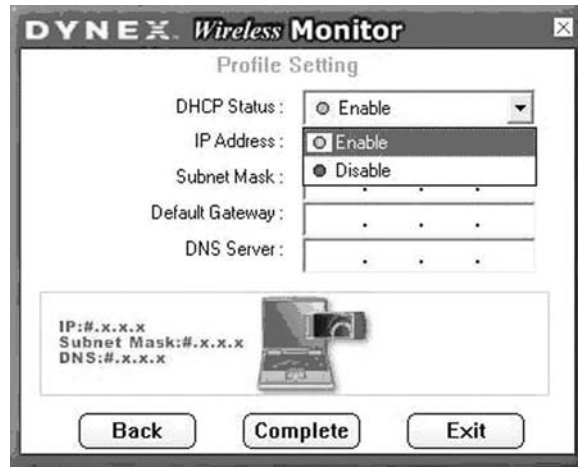 DYNEX Wireless Monitor
Profile Setting
DHCP Status : Enable
IP Address : Enable
Disable
Subnet Mask :
Default Gateway : . . .
DNS Server : . . .
IP:#.x.x.x
Subnet Mask:#.x.x.x
DNS:#.x.x.x
Back Complete Exit